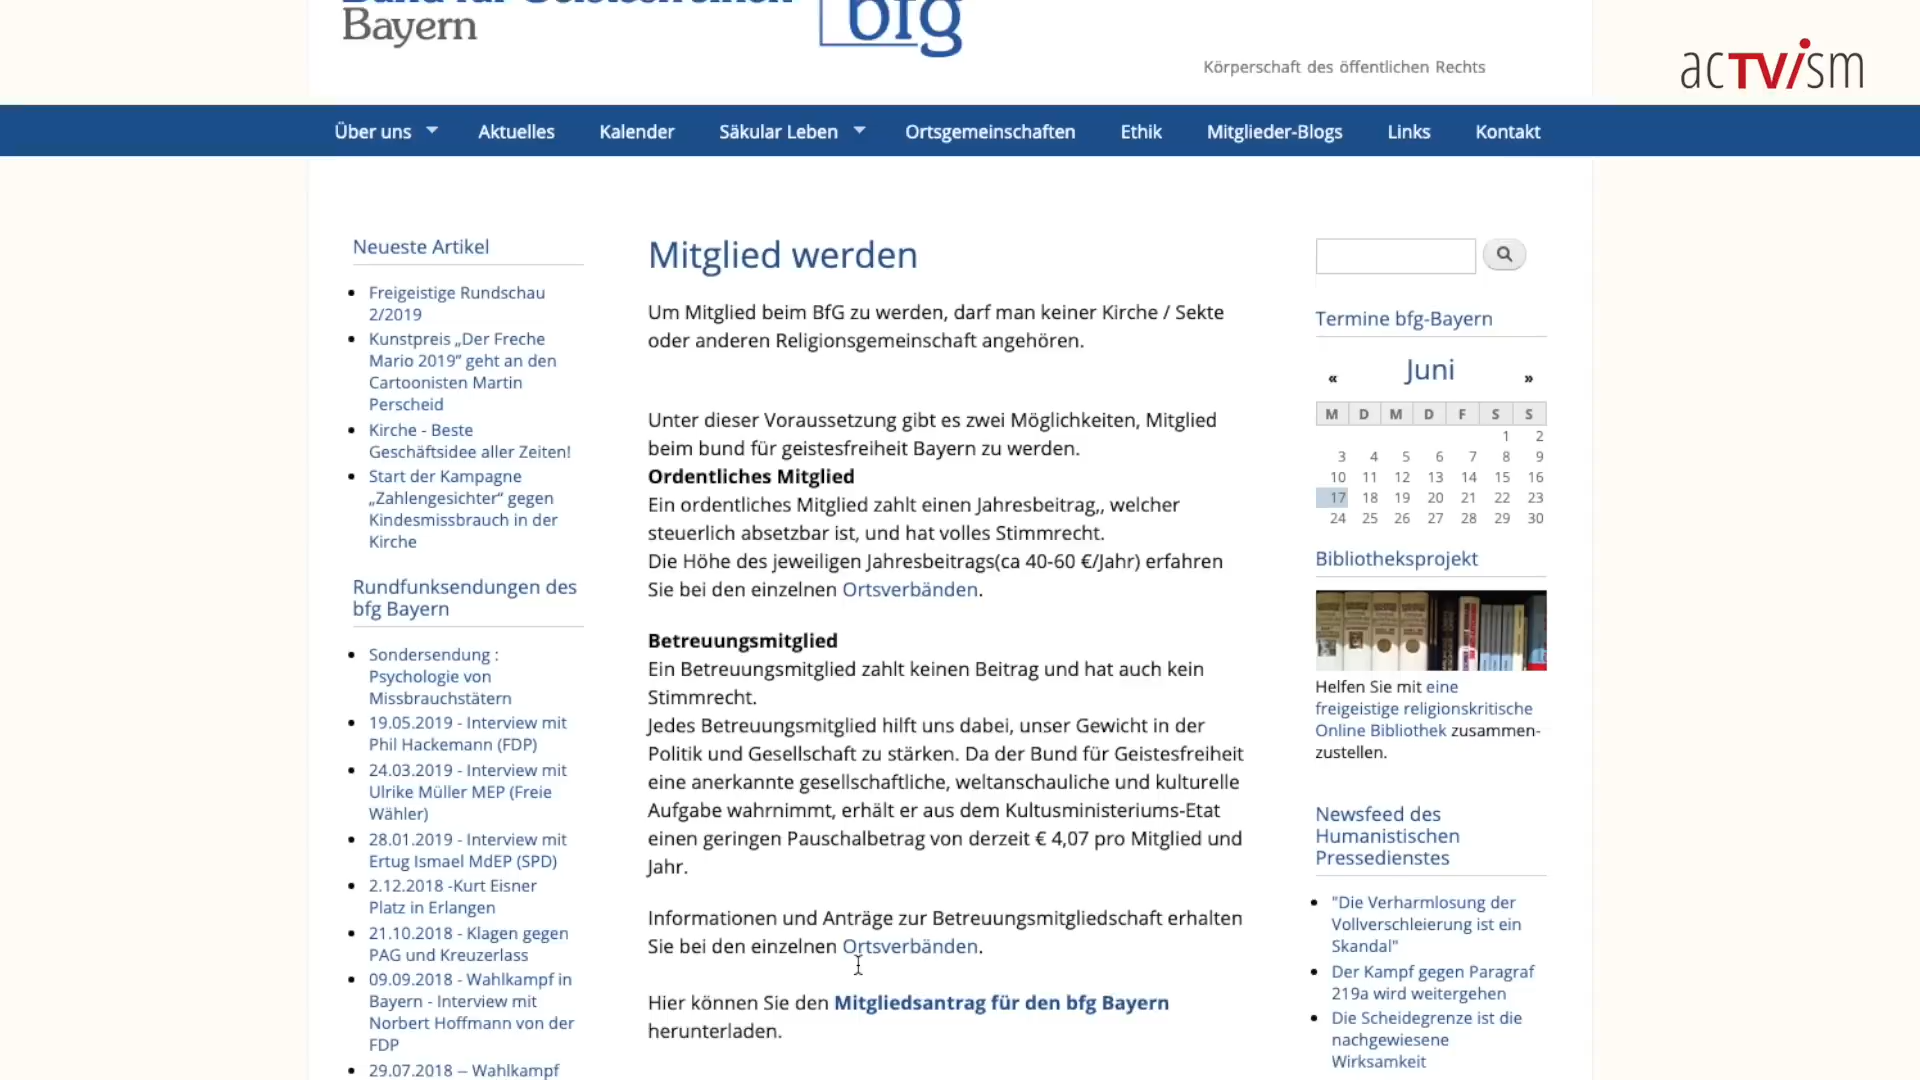 Bayern
bfg
Körperschaft des öffentlichen Rechts
acTVism
Über uns
Aktuelles
Kalender
Säkular Leben
Ortsgemeinschaften
Ethik
Mitglieder-Blogs
Links
Kontakt
Neueste Artikel
Freigeistige Rundschau
2/2019
Kunstpreis „Der Freche
Mario 2019” geht an den
Cartoonisten Martin
Perscheid
Kirche - Beste
Geschäftsidee aller Zeiten!
Start der Kampagne
„Zahlengesichter“ gegen
Kindesmissbrauch in der
Kirche
Rundfunksendungen des
bfg Bayern
Sondersendung :
Psychologie von
Missbrauchstätern
19.05.2019 - Interview mit
Phil Hackemann (FDP)
24.03.2019 - Interview mit
Ulrike Müller MEP (Freie
Wähler)
28.01.2019 - Interview mit
Ertug Ismael MdEP (SPD)
2.12.2018 -Kurt Eisner
Platz in Erlangen
21.10.2018 - Klagen gegen
PAG und Kreuzerlass
09.09.2018 - Wahlkampf in
Bayern - Interview mit
Norbert Hoffmann von der
FDP
29.07.2018 – Wahlkampf
Mitglied werden
Um Mitglied beim BfG zu werden, darf man keiner Kirche / Sekte
oder anderen Religionsgemeinschaft angehören.
Unter dieser Voraussetzung gibt es zwei Möglichkeiten, Mitglied
beim bund für geistesfreiheit Bayern zu werden.
Ordentliches Mitglied
Ein ordentliches Mitglied zahlt einen Jahresbeitrag,, welcher
steuerlich absetzbar ist, und hat volles Stimmrecht.
Die Höhe des jeweiligen Jahresbeitrags(ca 40-60 €/Jahr) erfahren
Sie bei den einzelnen Ortsverbänden.
Betreuungsmitglied
Ein Betreuungsmitglied zahlt keinen Beitrag und hat auch kein
Stimmrecht.
Jedes Betreuungsmitglied hilft uns dabei, unser Gewicht in der
Politik und Gesellschaft zu stärken. Da der Bund für Geistesfreiheit
eine anerkannte gesellschaftliche, weltanschauliche und kulturelle
Aufgabe wahrnimmt, erhält er aus dem Kultusministeriums-Etat
einen geringen Pauschalbetrag von derzeit € 4,07 pro Mitglied und
Jahr.
Informationen und Anträge zur Betreuungsmitgliedschaft erhalten
Sie bei den einzelnen Ortsverbänden.
Hier können Sie den Mitgliedsantrag für den bfg Bayern
herunterladen.
Termine bfg-Bayern
« Juni »
M D M D F S S
1 2
3 4 5 6 7 8 9
10 11 12 13 14 15 16
17 18 19 20 21 22 23
24 25 26 27 28 29 30
Bibliotheksprojekt
Helfen Sie mit eine
freigeistige religionskritische
Online Bibliothek zusammen-
zustellen.
Newsfeed des
Humanistischen
Pressedienstes
"Die Verharmlosung der
Vollverschleierung ist ein
Skandal"
Der Kampf gegen Paragraf
219a wird weitergehen
Die Scheidegrenze ist die
nachgewiesene
Wirksamkeit